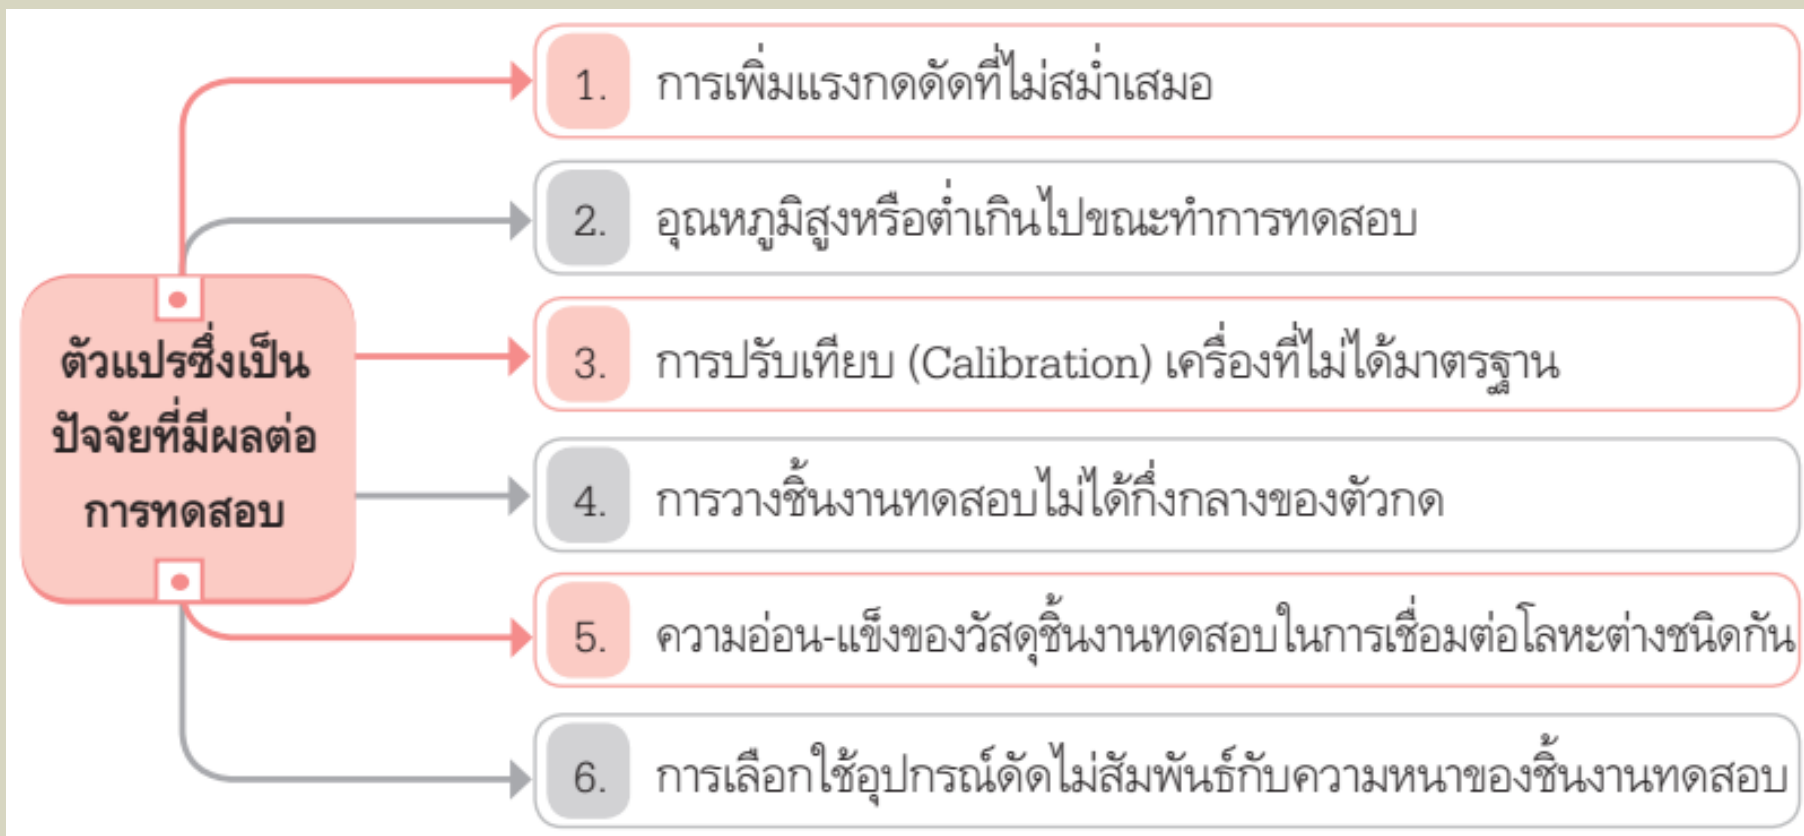 ตัวแปรซึ่งเป็น
ปัจจัยที่มีผลต่อ
การทดสอบ
1. การเพิ่มแรงกดดัดที่ไม่สม่ำเสมอ
2. อุณหภูมิสูงหรือต่ำเกินไปขณะทำการทดสอบ
3. การปรับเทียบ (Calibration) เครื่องที่ไม่ได้มาตรฐาน
4. การวางชิ้นงานทดสอบไม่ได้กึ่งกลางของตัวกด
5. ความอ่อน-แข็งของวัสดุชิ้นงานทดสอบในการเชื่อมต่อโลหะต่างชนิดกัน
6. การเลือกใช้อุปกรณ์ดัดไม่สัมพันธ์กับความหนาของชิ้นงานทดสอบ